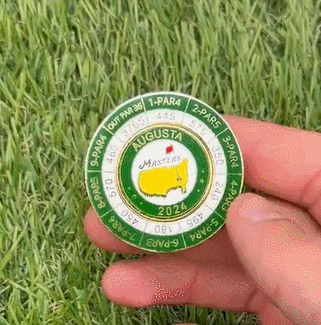 OUT PAR 36
1-PAR4
2-PAR5
3-PAR4
4-PAR3
5-PAR4
6-PAR3
7-PAR4
8-PAR5
9-PAR4
445
575
350
240
495
180
450
570
460
AUGUSTA
MASTERS
2024